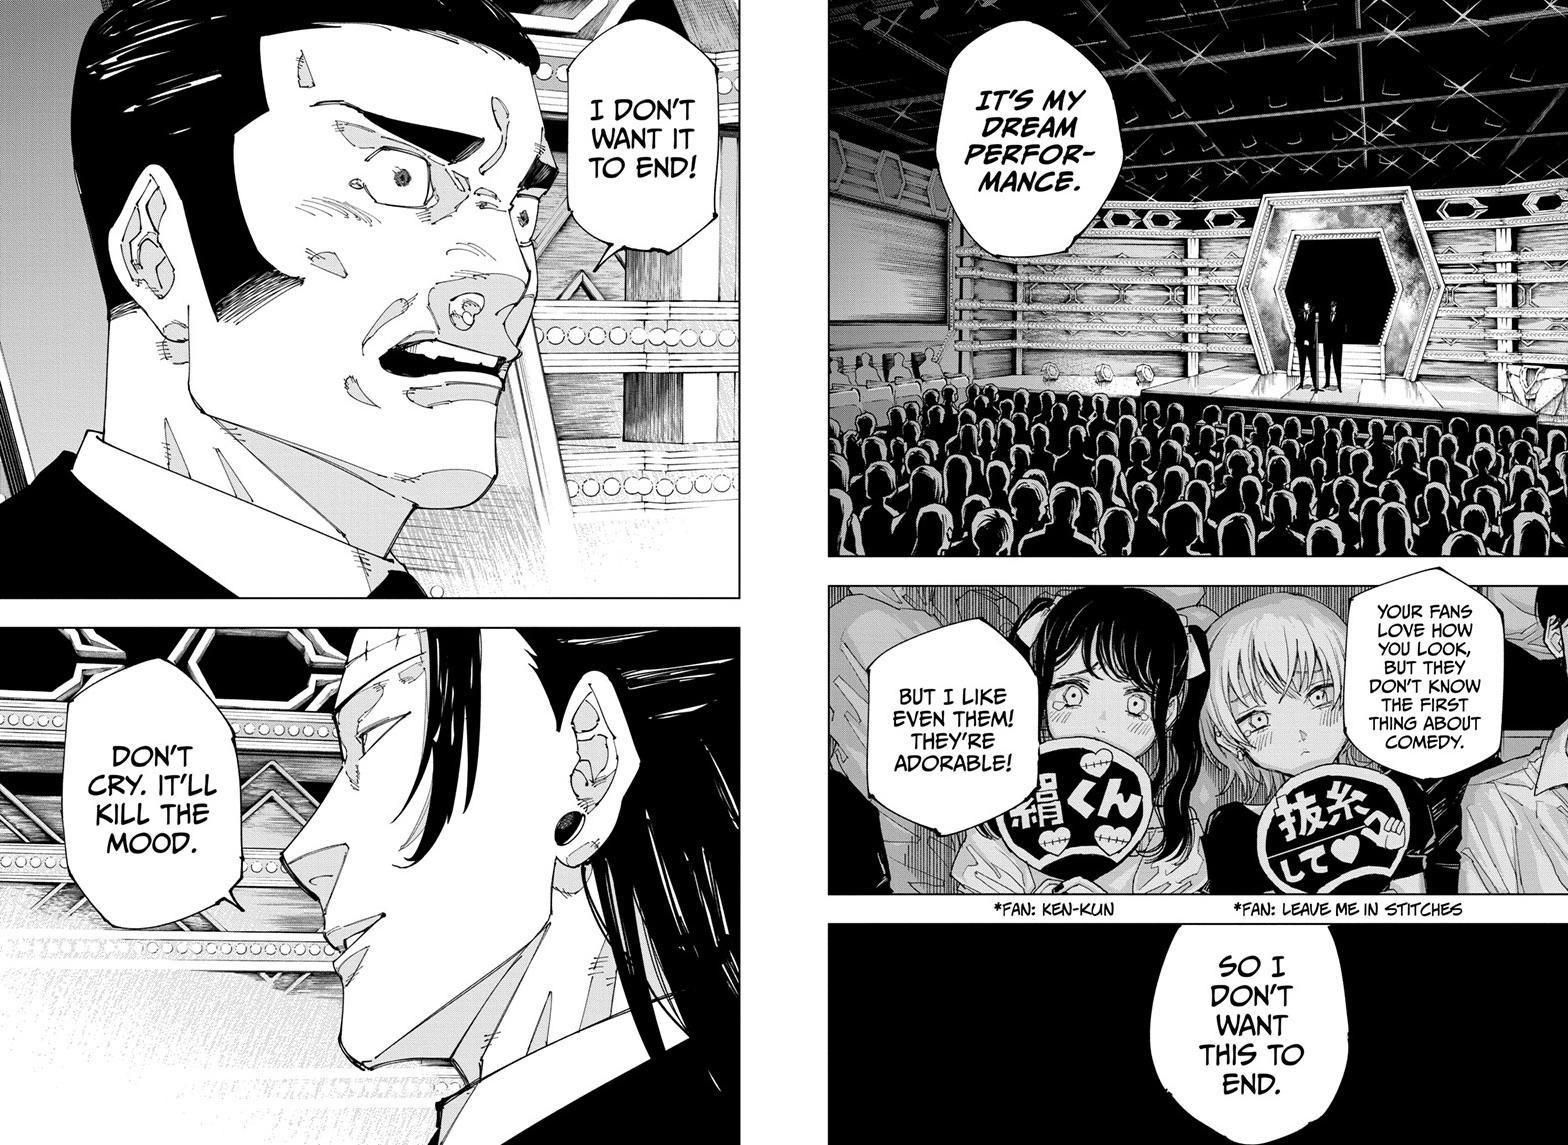 IT'S MY
DREAM
PERFOR-
MANCE.
YOUR FANS
LOVE HOW
YOU LOOK,
BUT THEY
DON'T KNOW
THE FIRST
THING ABOUT
COMEDY.
BUT I LIKE
EVEN THEM!
THEY'RE
ADORABLE!
抜糸
して
絹くん
*FAN: KEN-KUN
*FAN: LEAVE ME IN STITCHES
SO I
DON'T
WANT
THIS TO
END.
I DON'T
WANT IT
TO END!
DON'T
CRY. IT'LL
KILL THE
MOOD.